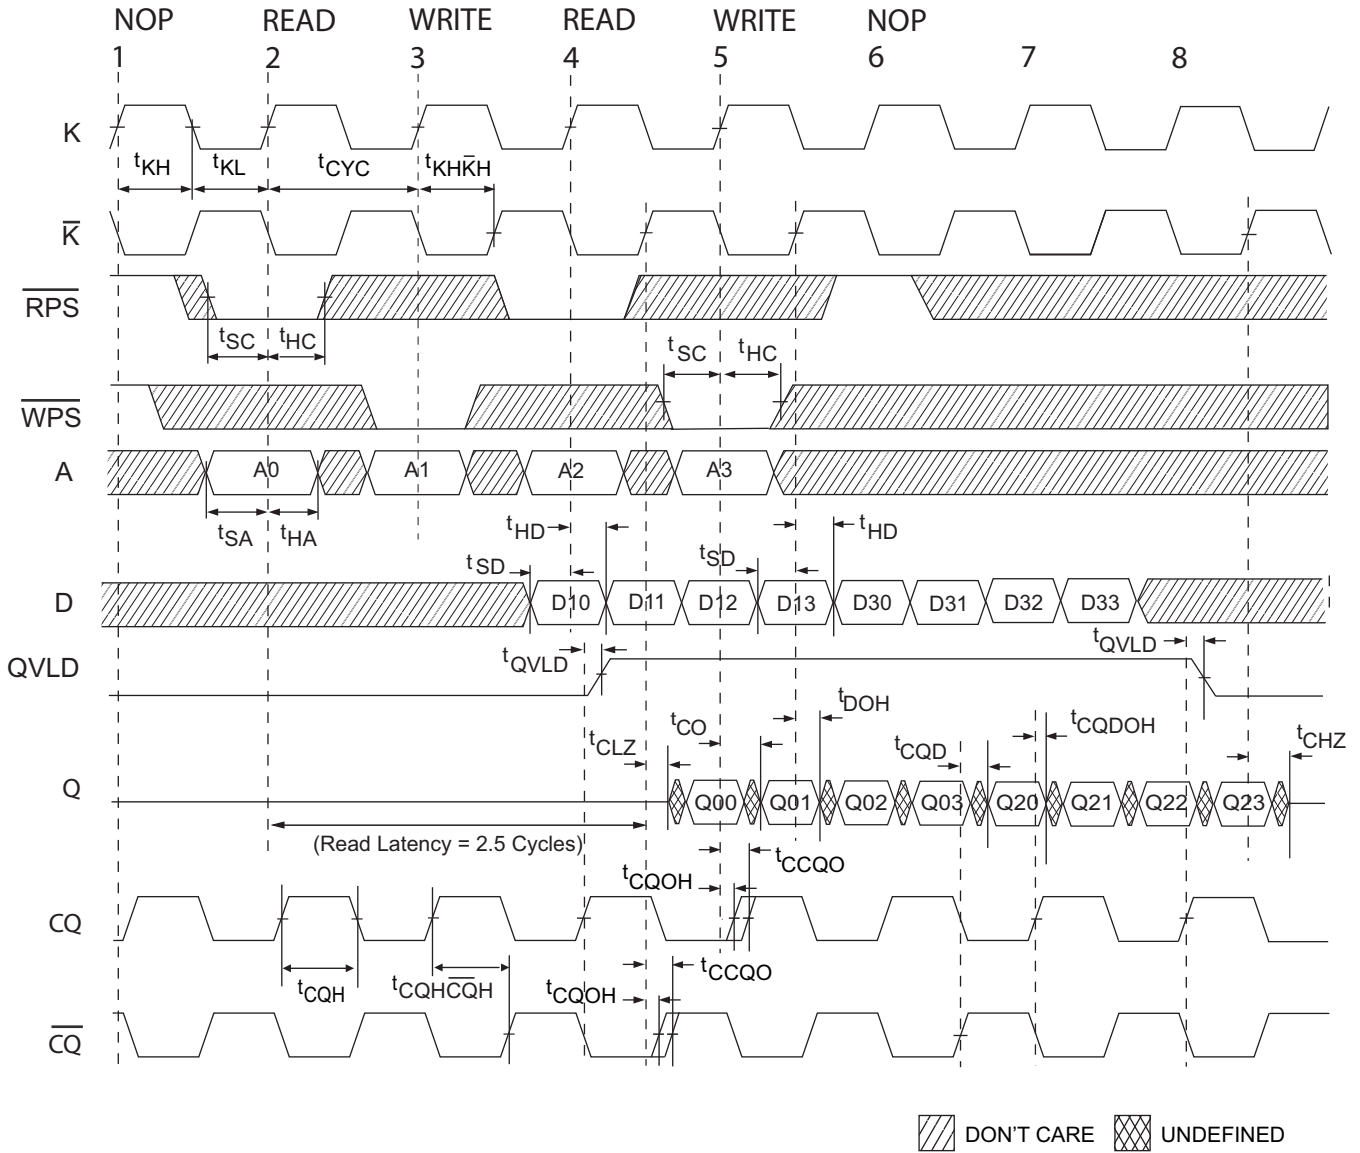 NOP READ WRITE READ WRITE NOP
1 2 3 4 5 6 7 8
K
tKH tKL tCYC tKHK̅H
K̅
R̅P̅S̅
tSC tHC tSC tHC
W̅P̅S̅
A A0 A1 A2 A3
tSA tHA tHD tHD
tSD tSD
D D10 D11 D12 D13 D30 D31 D32 D33
QVLD tQVLD tQVLD
tDOH
tCO tCQDOH
tCLZ tCQD tCHZ
Q Q00 Q01 Q02 Q03 Q20 Q21 Q22 Q23
(Read Latency = 2.5 Cycles)
tCCQO
tCQOH
CQ
tCCQO
tCQH tCQHC̅Q̅H tCQOH
C̅Q̅
DON'T CARE UNDEFINED